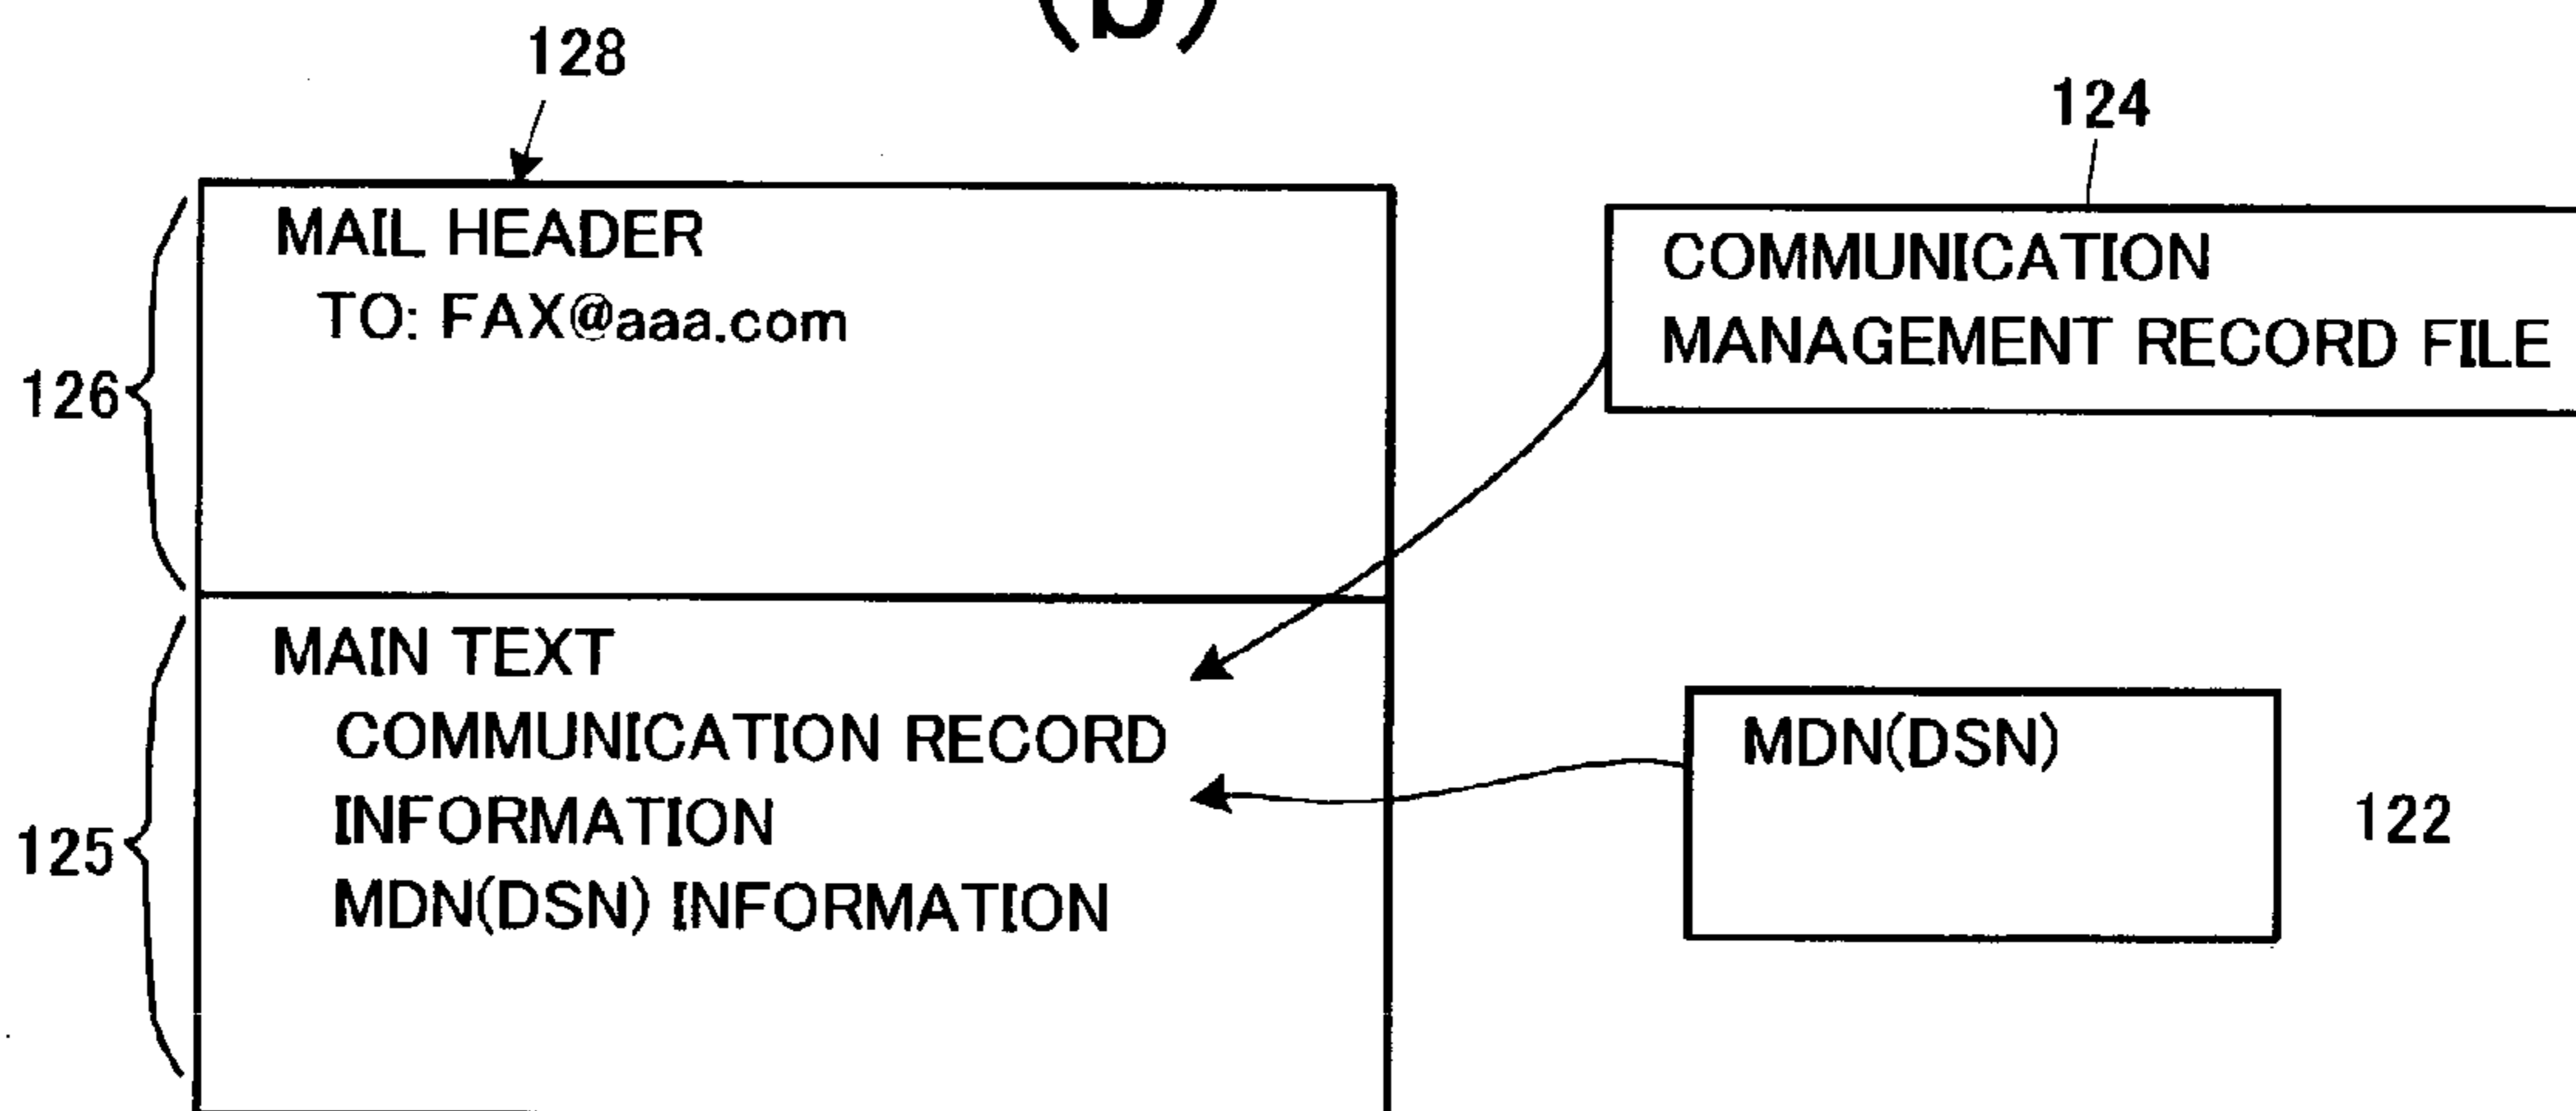 (b)
128
124
MAIL HEADER
TO: FAX@aaa.com
126
COMMUNICATION
MANAGEMENT RECORD FILE
MAIN TEXT
COMMUNICATION RECORD
INFORMATION
MDN(DSN) INFORMATION
125
MDN(DSN)
122